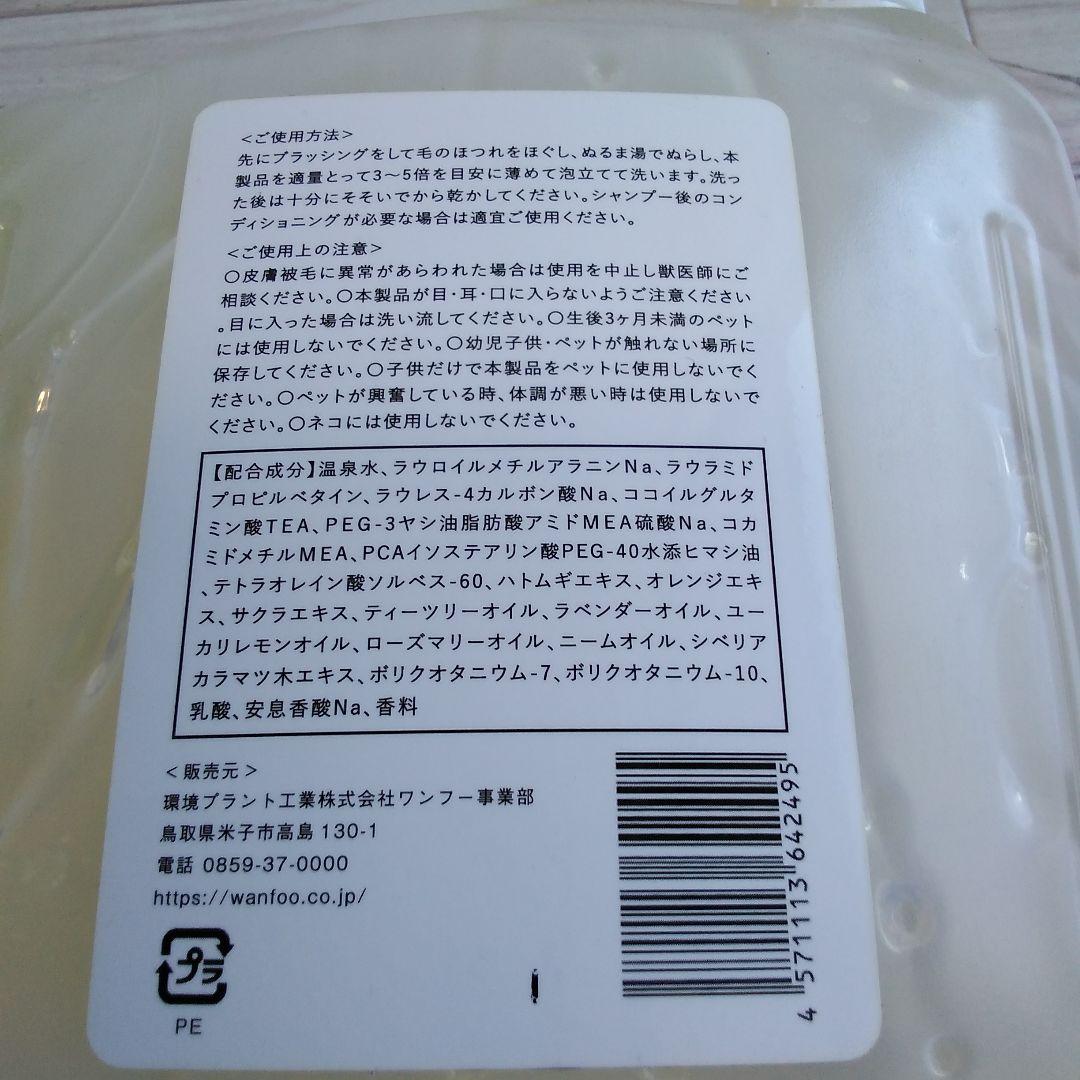 <ご使用方法>
先にブラッシングをして毛のほつれをほぐし、ぬるま湯でぬらし、本
製品を適量とって3〜5倍を目安に薄めて泡立てて洗います。洗っ
た後は十分にそそいでから乾かしてください。シャンプー後のコン
ディショニングが必要な場合は適宜ご使用ください。
<ご使用上の注意>
○皮膚被毛に異常があらわれた場合は使用を中止し獣医師にご
相談ください。○本製品が目・耳・口に入らないようご注意ください
。目に入った場合は洗い流してください。○生後3ヶ月未満のペット
には使用しないでください。○幼児子供・ペットが触れない場所に
保存してください。○子供だけで本製品をペットに使用しないでく
ださい。○ペットが興奮している時、体調が悪い時は使用しないで
ください。○ネコには使用しないでください。
【配合成分】温泉水、ラウロイルメチルアラニンNa、ラウラミド
プロピルベタイン、ラウレス-4カルボン酸Na、ココイルグルタ
ミン酸TEA、PEG-3ヤシ油脂肪酸アミドMEA硫酸Na、コカ
ミドメチルMEA、PCAイソステアリン酸PEG-40水添ヒマシ油
、テトラオレイン酸ソルベス-60、ハトムギエキス、オレンジエキ
ス、サクラエキス、ティーツリーオイル、ラベンダーオイル、ユー
カリレモンオイル、ローズマリーオイル、ニームオイル、シベリア
カラマツ木エキス、ポリクオタニウム-7、ポリクオタニウム-10、
乳酸、安息香酸Na、香料
<販売元>
環境プラント工業株式会社ワンフー事業部
鳥取県米子市高島130-1
電話 0859-37-0000
https://wanfoo.co.jp/
プラ
PE
4 571113 642495